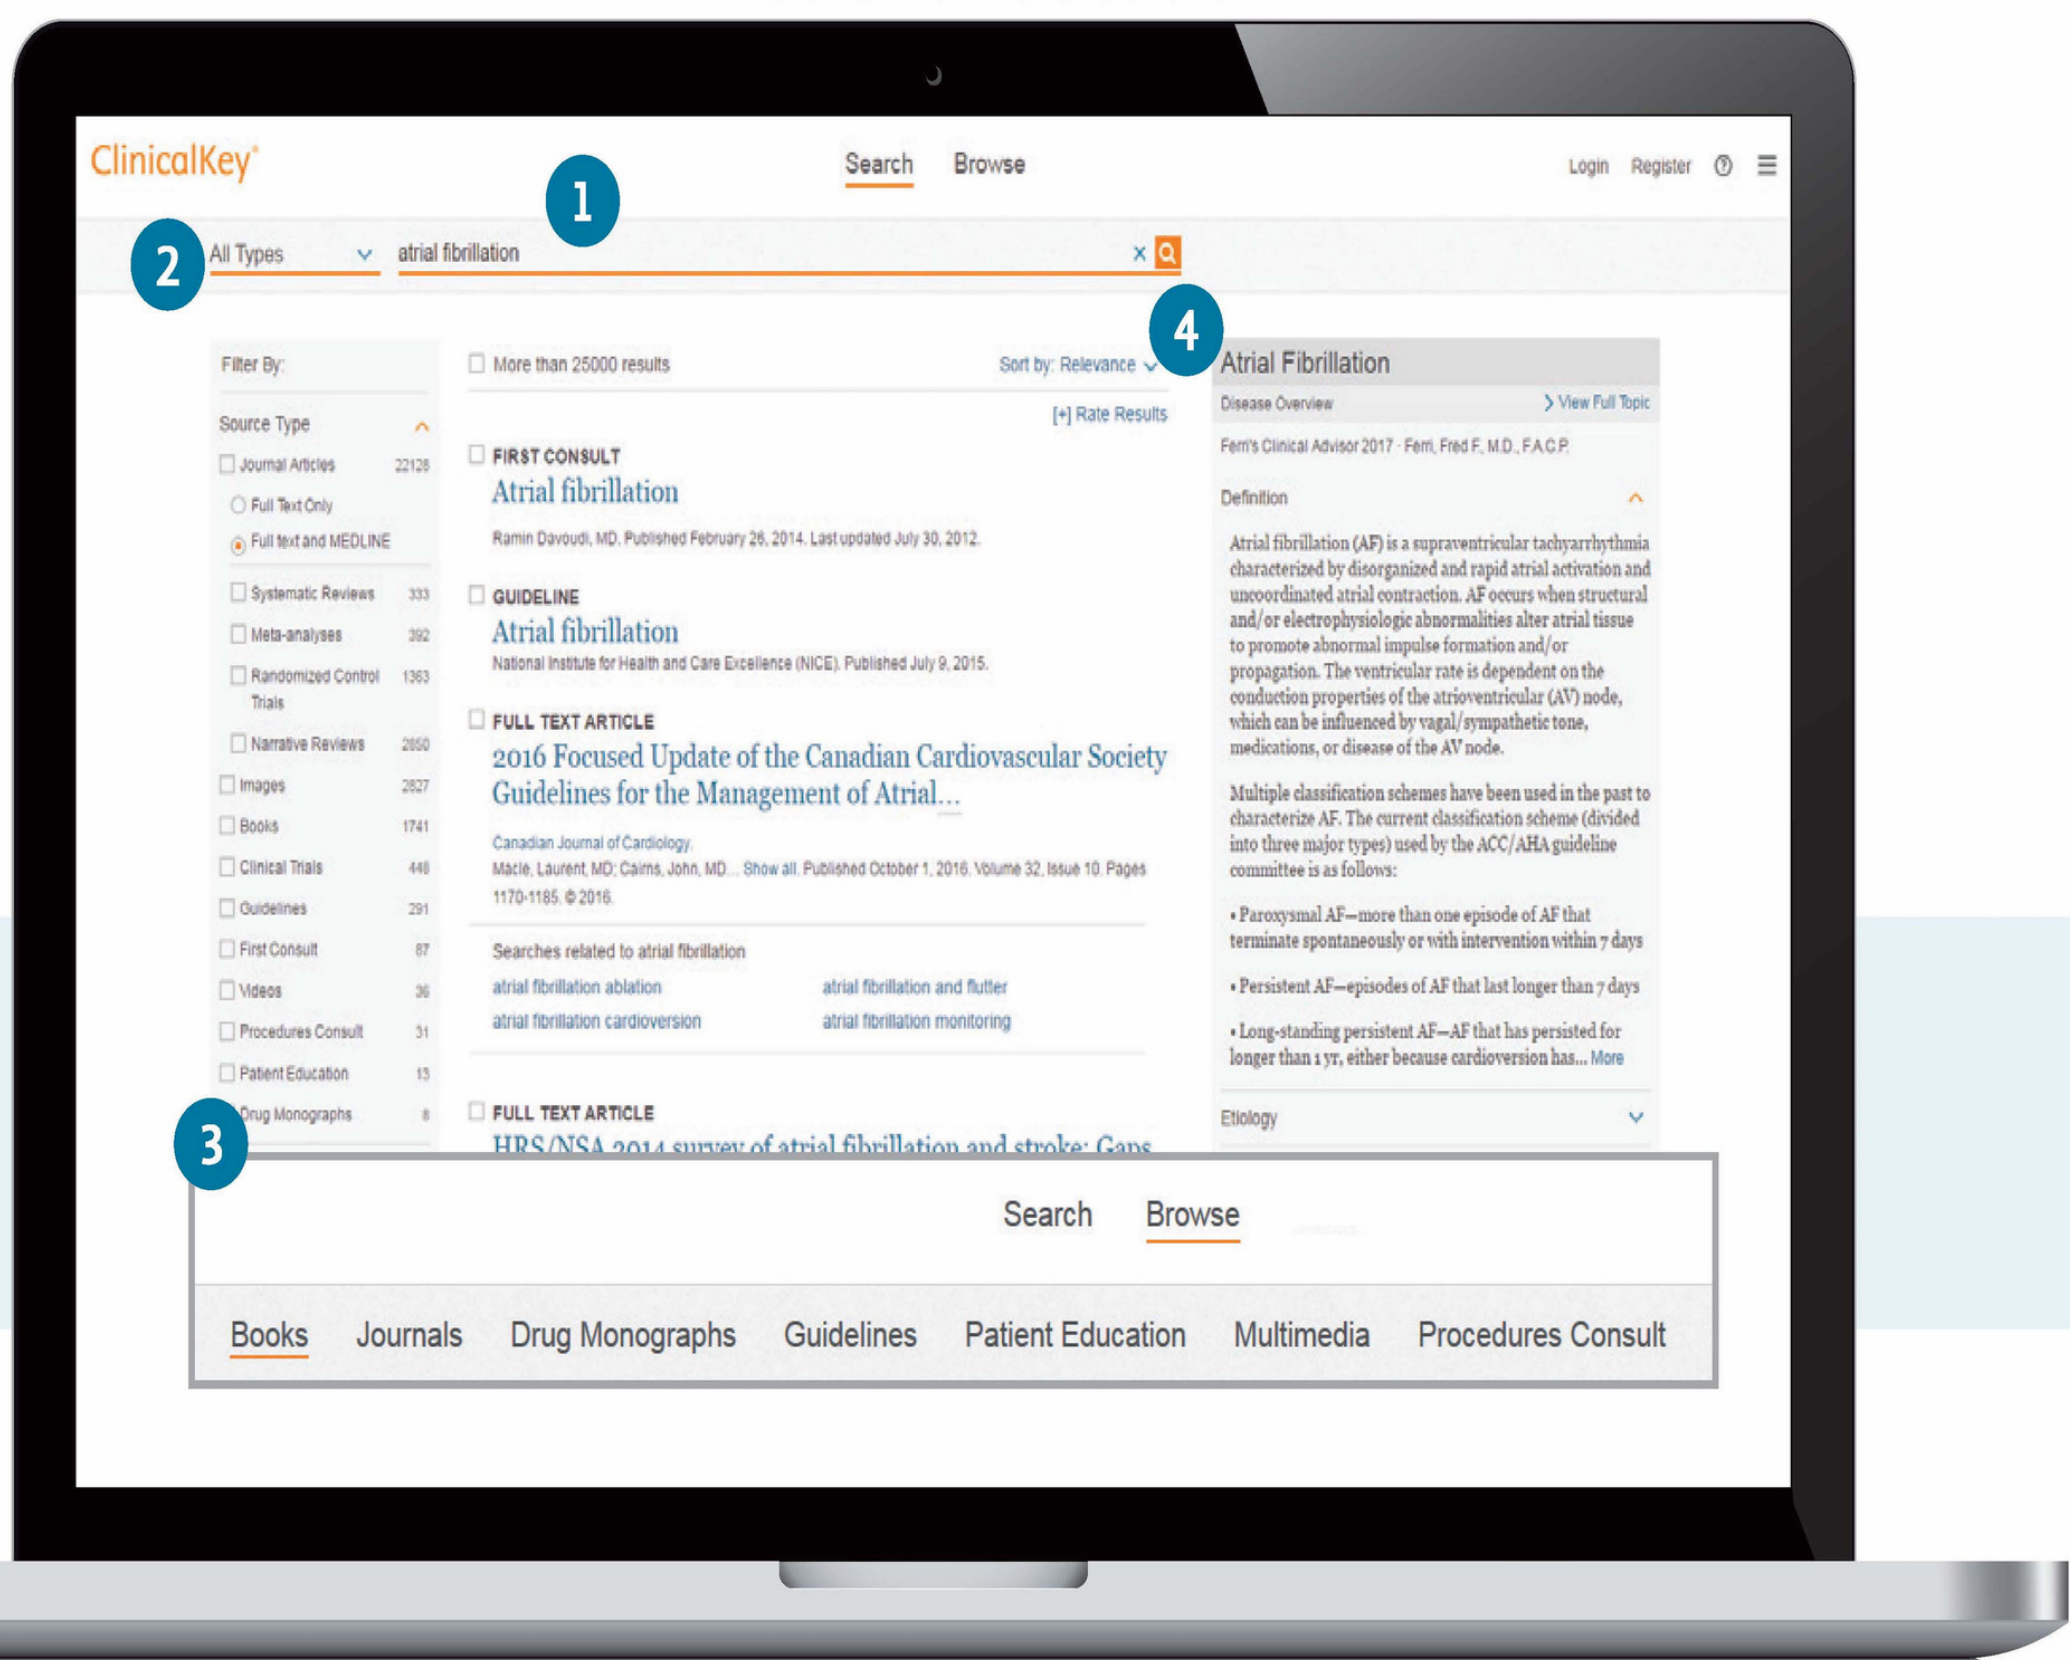 ClinicalKey®
Search Browse
Login Register ?
1
2
All Types
atrial fibrillation
x
4
Filter By:
Source Type
Journal Articles 22128
Full Text Only
Full text and MEDLINE
Systematic Reviews 333
Meta-analyses 392
Randomized Control 1363
Trials
Narrative Reviews 2850
Images 2827
Books 1741
Clinical Trials 448
Guidelines 291
First Consult 87
Videos 36
Procedures Consult 31
Patient Education 13
Drug Monographs 8
More than 25000 results
Sort by: Relevance
[+] Rate Results
FIRST CONSULT
Atrial fibrillation
Ramin Davoudi, MD. Published February 26, 2014. Last updated July 30, 2012.
GUIDELINE
Atrial fibrillation
National Institute for Health and Care Excellence (NICE). Published July 9, 2015.
FULL TEXT ARTICLE
2016 Focused Update of the Canadian Cardiovascular Society
Guidelines for the Management of Atrial...
Canadian Journal of Cardiology.
Macle, Laurent, MD; Cairns, John, MD... Show all. Published October 1, 2016. Volume 32, Issue 10. Pages
1170-1185. © 2016.
Searches related to atrial fibrillation
atrial fibrillation ablation atrial fibrillation and flutter
atrial fibrillation cardioversion atrial fibrillation monitoring
FULL TEXT ARTICLE
HRS/NSA 2014 survey of atrial fibrillation and stroke: Gaps
Atrial Fibrillation
Disease Overview
View Full Topic
Ferri's Clinical Advisor 2017 · Ferri, Fred F., M.D., F.A.C.P.
Definition
Atrial fibrillation (AF) is a supraventricular tachyarrhythmia
characterized by disorganized and rapid atrial activation and
uncoordinated atrial contraction. AF occurs when structural
and/or electrophysiologic abnormalities alter atrial tissue
to promote abnormal impulse formation and/or
propagation. The ventricular rate is dependent on the
conduction properties of the atrioventricular (AV) node,
which can be influenced by vagal/sympathetic tone,
medications, or disease of the AV node.
Multiple classification schemes have been used in the past to
characterize AF. The current classification scheme (divided
into three major types) used by the ACC/AHA guideline
committee is as follows:
• Paroxysmal AF—more than one episode of AF that
terminate spontaneously or with intervention within 7 days
• Persistent AF—episodes of AF that last longer than 7 days
• Long-standing persistent AF—AF that has persisted for
longer than 1 yr, either because cardioversion has... More
Etiology
3
Search Browse
Books Journals Drug Monographs Guidelines Patient Education Multimedia Procedures Consult